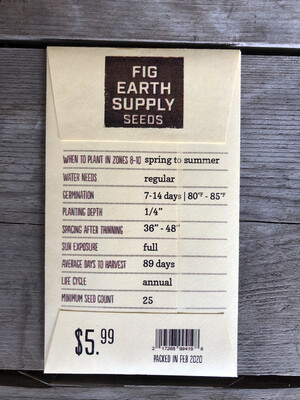 FIG
EARTH
SUPPLY
SEEDS
WHEN TO PLANT IN ZONES 8-10 spring to summer
WATER NEEDS regular
GERMINATION 7-14 days | 80°F - 85°F
PLANTING DEPTH 1/4"
SPACING AFTER THINNING 36" - 48"
SUN EXPOSURE full
AVERAGE DAYS TO HARVEST 89 days
LIFE CYCLE annual
MINIMUM SEED COUNT 25
$5.99
PACKED IN FEB 2020